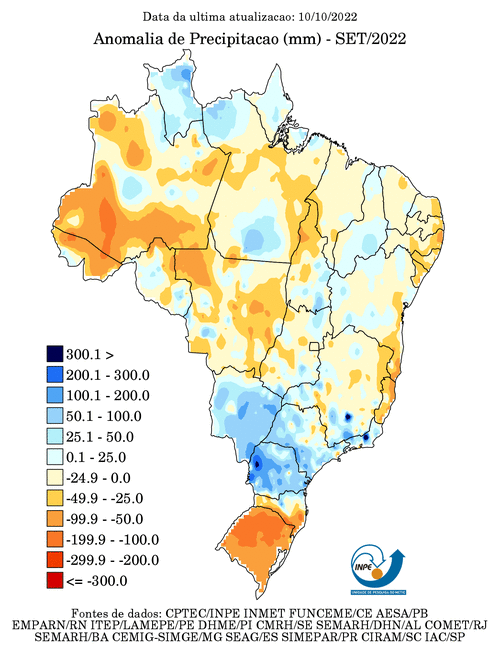 Data da ultima atualizacao: 10/10/2022
Anomalia de Precipitacao (mm) - SET/2022
300.1 >
200.1 - 300.0
100.1 - 200.0
50.1 - 100.0
25.1 - 50.0
0.1 - 25.0
-24.9 - 0.0
-49.9 - -25.0
-99.9 - -50.0
-199.9 - -100.0
-299.9 - -200.0
<= -300.0
INPE
UNIDADE DE PESQUISA DO MCTIC
Fontes de dados: CPTEC/INPE INMET FUNCEME/CE AESA/PB
EMPARN/RN ITEP/LAMEPE/PE DHME/PI CMRH/SE SEMARH/DHN/AL COMET/RJ
SEMARH/BA CEMIG-SIMGE/MG SEAG/ES SIMEPAR/PR CIRAM/SC IAC/SP